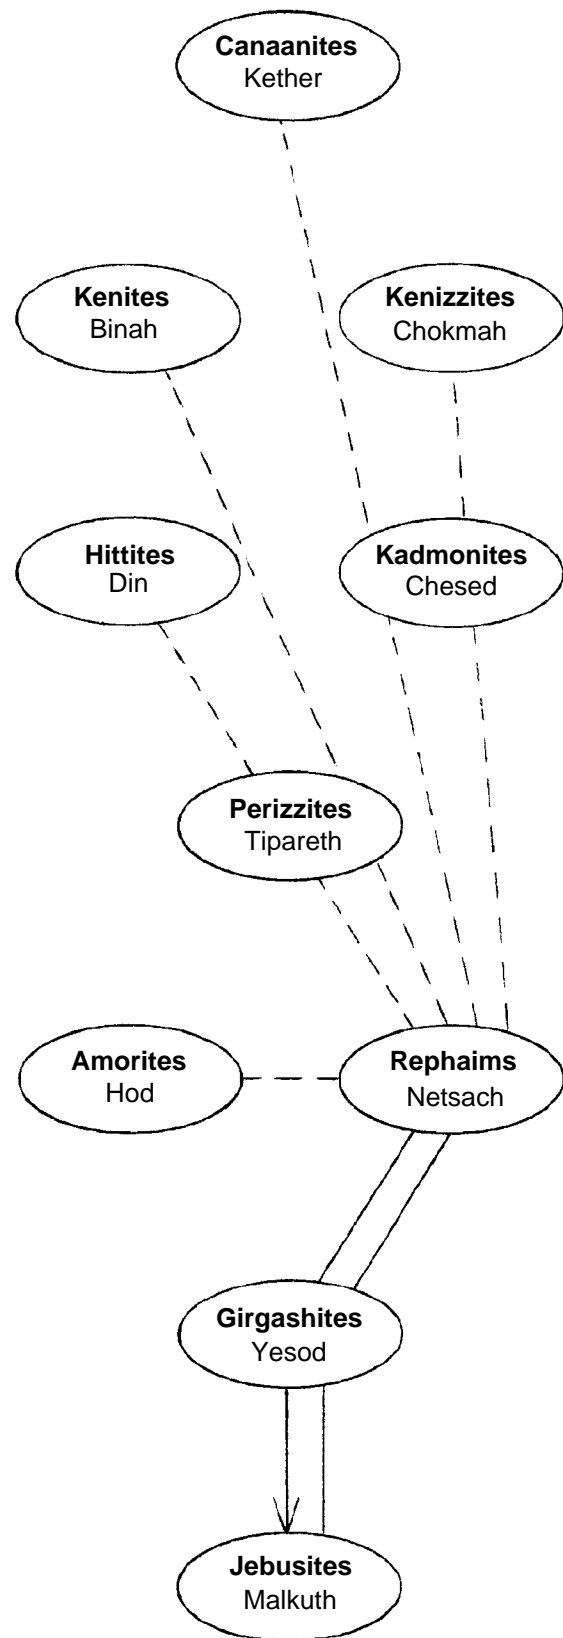 Canaanites
Kether
Kenites
Binah
Kenizzites
Chokmah
Hittites
Din
Kadmonites
Chesed
Perizzites
Tipareth
Amorites
Hod
Rephaims
Netsach
Girgashites
Yesod
Jebusites
Malkuth